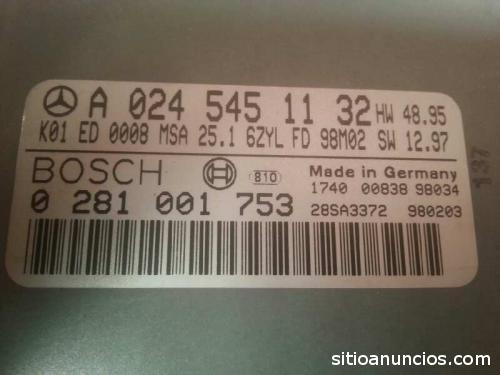 A 024 545 11 32 HW 48.95
K01 ED 0008 MSA 25.1 6ZYL FD 98M02 SW 12.97
BOSCH 810 Made in Germany
1740 00838 98034
0 281 001 753 28SA3372 980203
137
sitioanuncios.com